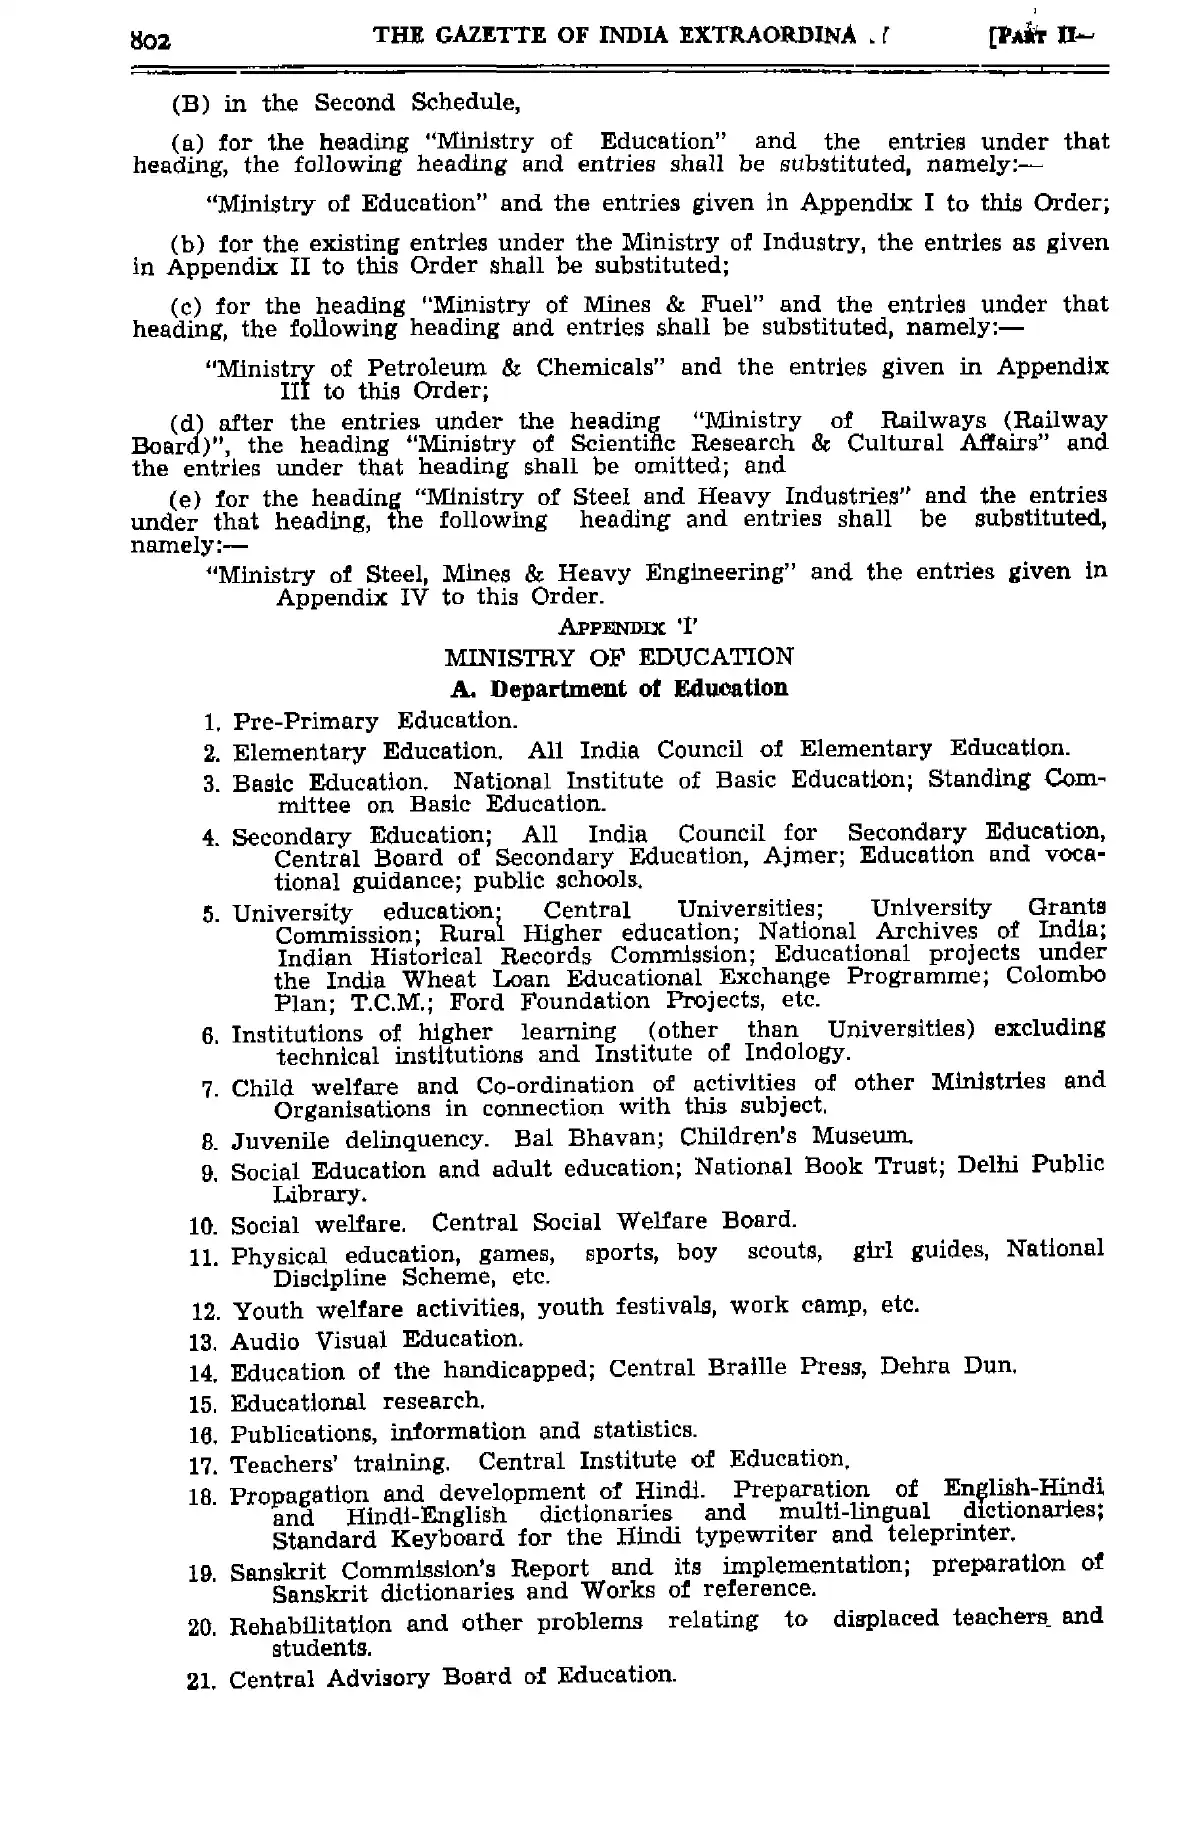 802 THE GAZETTE OF INDIA EXTRAORDINA [PART II—
(B) in the Second Schedule,
(a) for the heading "Ministry of Education" and the entries under that
heading, the following heading and entries shall be substituted, namely:—
"Ministry of Education" and the entries given in Appendix I to this Order;
(b) for the existing entries under the Ministry of Industry, the entries as given
in Appendix II to this Order shall be substituted;
(c) for the heading "Ministry of Mines & Fuel" and the entries under that
heading, the following heading and entries shall be substituted, namely:—
"Ministry of Petroleum & Chemicals" and the entries given in Appendix
III to this Order;
(d) after the entries under the heading "Ministry of Railways (Railway
Board)", the heading "Ministry of Scientific Research & Cultural Affairs" and
the entries under that heading shall be omitted; and
(e) for the heading "Ministry of Steel and Heavy Industries" and the entries
under that heading, the following heading and entries shall be substituted,
namely:—
"Ministry of Steel, Mines & Heavy Engineering" and the entries given in
Appendix IV to this Order.
APPENDIX 'I'
MINISTRY OF EDUCATION
A. Department of Education
1. Pre-Primary Education.
2. Elementary Education. All India Council of Elementary Education.
3. Basic Education. National Institute of Basic Education; Standing Com-
mittee on Basic Education.
4. Secondary Education; All India Council for Secondary Education,
Central Board of Secondary Education, Ajmer; Education and voca-
tional guidance; public schools.
5. University education; Central Universities; University Grants
Commission; Rural Higher education; National Archives of India;
Indian Historical Records Commission; Educational projects under
the India Wheat Loan Educational Exchange Programme; Colombo
Plan; T.C.M.; Ford Foundation Projects, etc.
6. Institutions of higher learning (other than Universities) excluding
technical institutions and Institute of Indology.
7. Child welfare and Co-ordination of activities of other Ministries and
Organisations in connection with this subject.
8. Juvenile delinquency. Bal Bhavan; Children's Museum.
9. Social Education and adult education; National Book Trust; Delhi Public
Library.
10. Social welfare. Central Social Welfare Board.
11. Physical education, games, sports, boy scouts, girl guides, National
Discipline Scheme, etc.
12. Youth welfare activities, youth festivals, work camp, etc.
13. Audio Visual Education.
14. Education of the handicapped; Central Braille Press, Dehra Dun.
15. Educational research.
16. Publications, information and statistics.
17. Teachers' training. Central Institute of Education.
18. Propagation and development of Hindi. Preparation of English-Hindi
and Hindi-English dictionaries and multi-lingual dictionaries;
Standard Keyboard for the Hindi typewriter and teleprinter.
19. Sanskrit Commission's Report and its implementation; preparation of
Sanskrit dictionaries and Works of reference.
20. Rehabilitation and other problems relating to displaced teachers and
students.
21. Central Advisory Board of Education.